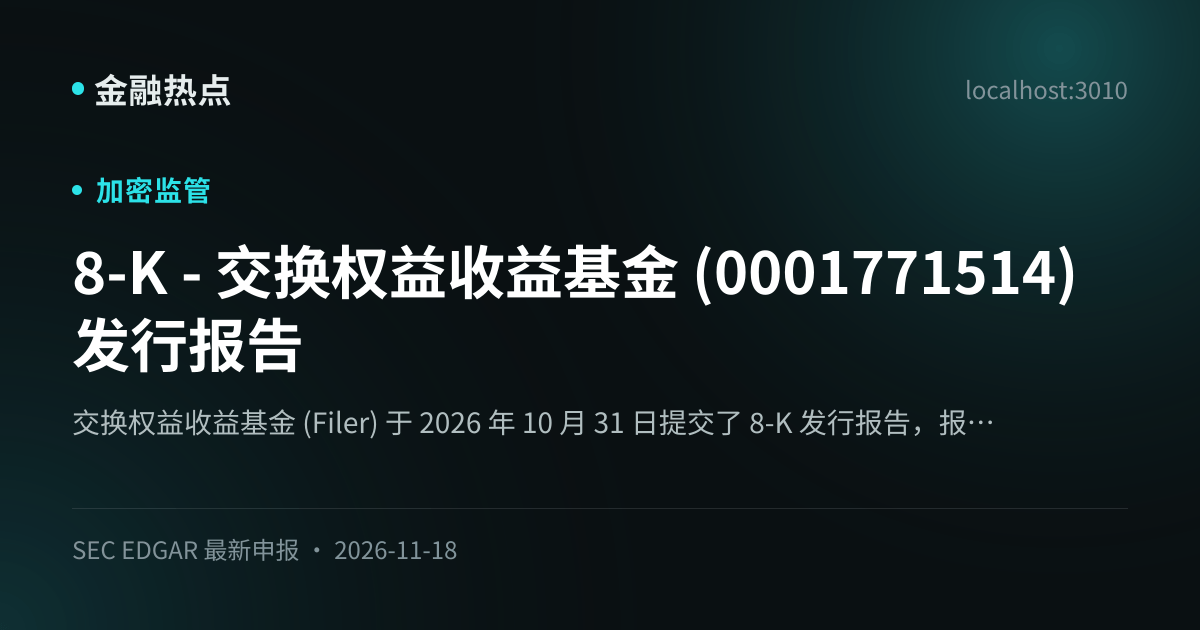 金融热点
localhost:3010
加密监管
8-K - 交换权益收益基金 (0001771514)
发行报告
交换权益收益基金 (Filer) 于 2026 年 10 月 31 日提交了 8-K 发行报告，报…
SEC EDGAR 最新申报 · 2026-11-18